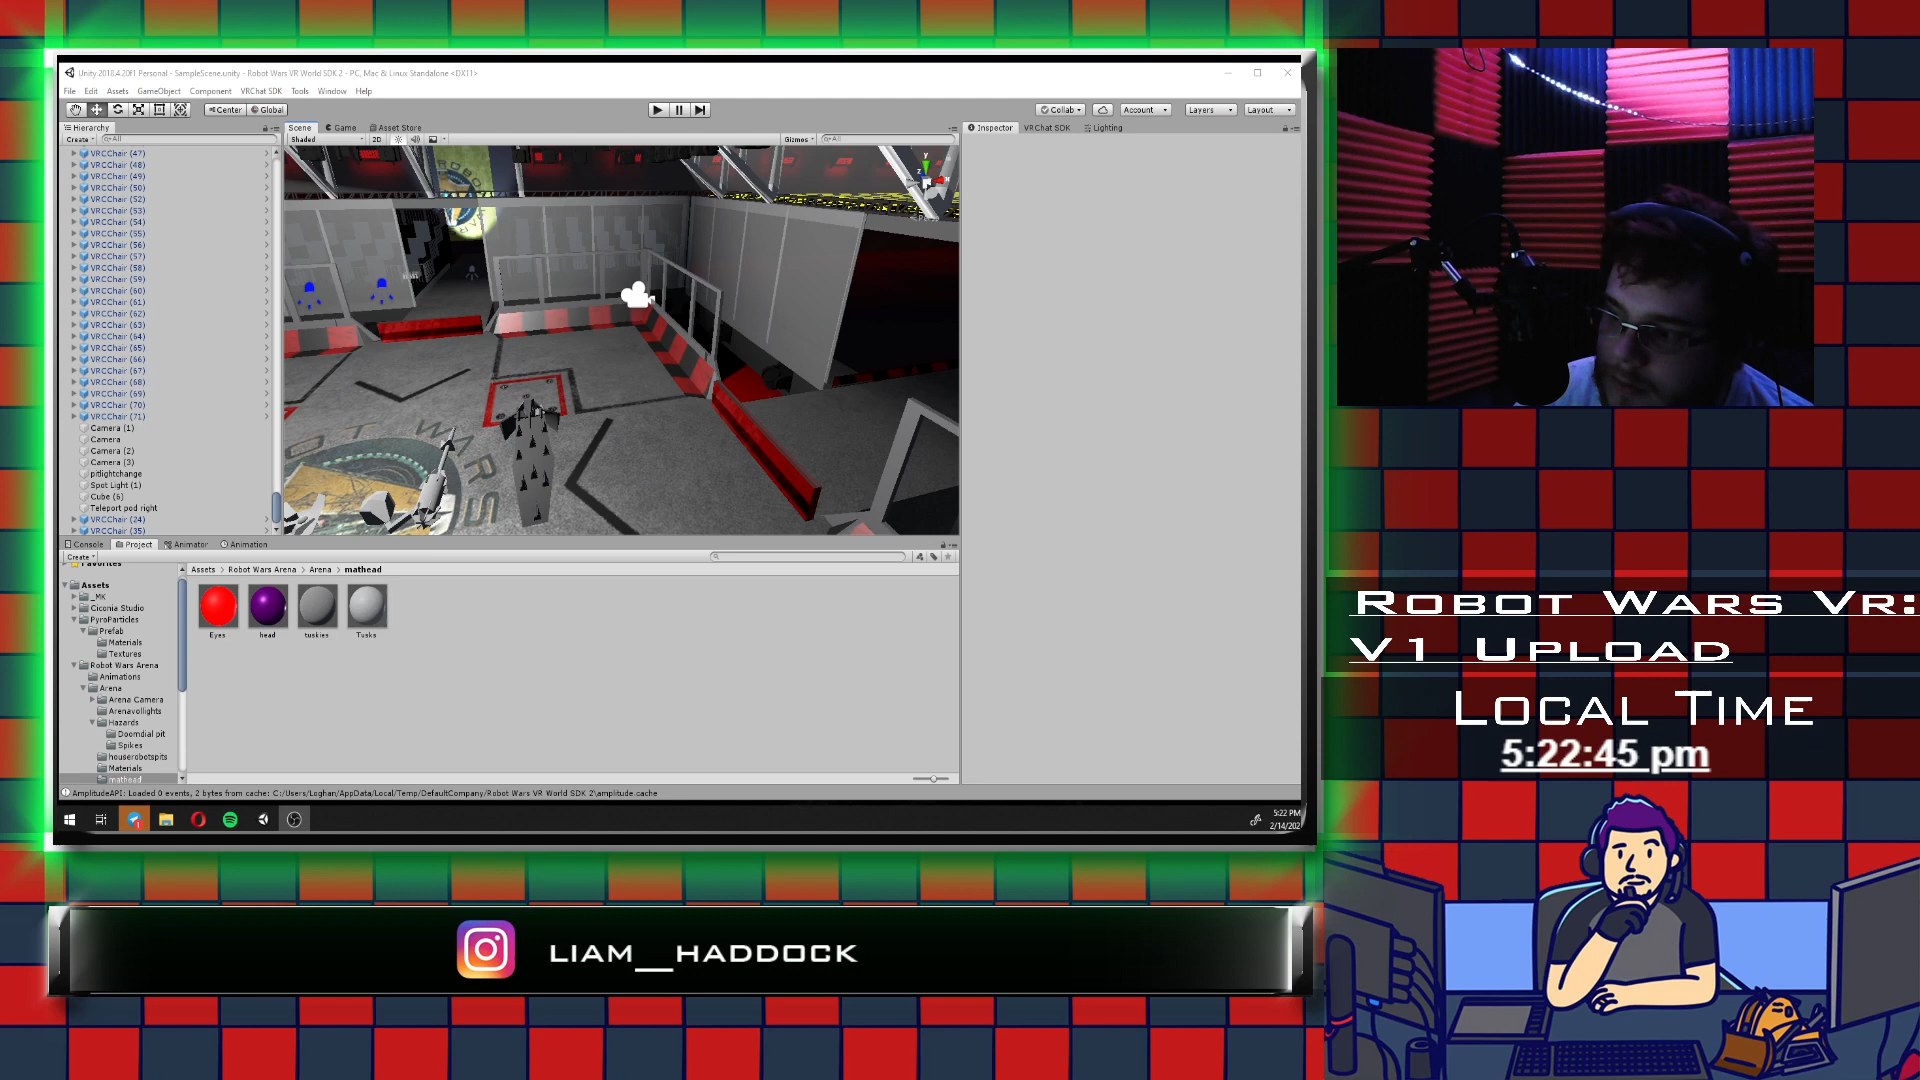 Unity 2018.4.20f1 Personal - SampleScene.unity - Robot Wars VR World SDK 2 - PC, Mac & Linux Standalone <DX11>
File Edit Assets GameObject Component VRChat SDK Tools Window Help
Center Global Collab Account Layers Layout
Hierarchy Scene Game Asset Store Inspector VRChat SDK Lighting
Create All Shaded 2D Gizmos All
VRCChair (47)
VRCChair (48)
VRCChair (49)
VRCChair (50)
VRCChair (52)
VRCChair (53)
VRCChair (54)
VRCChair (55)
VRCChair (56)
VRCChair (57)
VRCChair (58)
VRCChair (59)
VRCChair (60)
VRCChair (61)
VRCChair (62)
VRCChair (63)
VRCChair (64)
VRCChair (65)
VRCChair (66)
VRCChair (67)
VRCChair (68)
VRCChair (69)
VRCChair (70)
VRCChair (71)
Camera (1)
Camera
Camera (2)
Camera (3)
pitlightchange
Spot Light (1)
Cube (6)
Teleport pod right
VRCChair (24)
VRCChair (35)
Console Project Animator Animation
Create
Favorites
Assets
_MK
Ciconia Studio
PyroParticles
Prefab
Materials
Textures
Robot Wars Arena
Animations
Arena
Arena Camera
Arenavollights
Hazards
Doomdial pit
Spikes
houserobotspits
Materials
mathead
Assets > Robot Wars Arena > Arena > mathead
Eyes head tuskies Tusks
AmplitudeAPI: Loaded 0 events, 2 bytes from cache: C:/Users/Loghan/AppData/Local/Temp/DefaultCompany/Robot Wars VR World SDK 2\amplitude.cache
5:22 PM
2/14/202
Robot Wars Vr:
V1 Upload
Local Time
5:22:45 pm
LIAM__HADDOCK